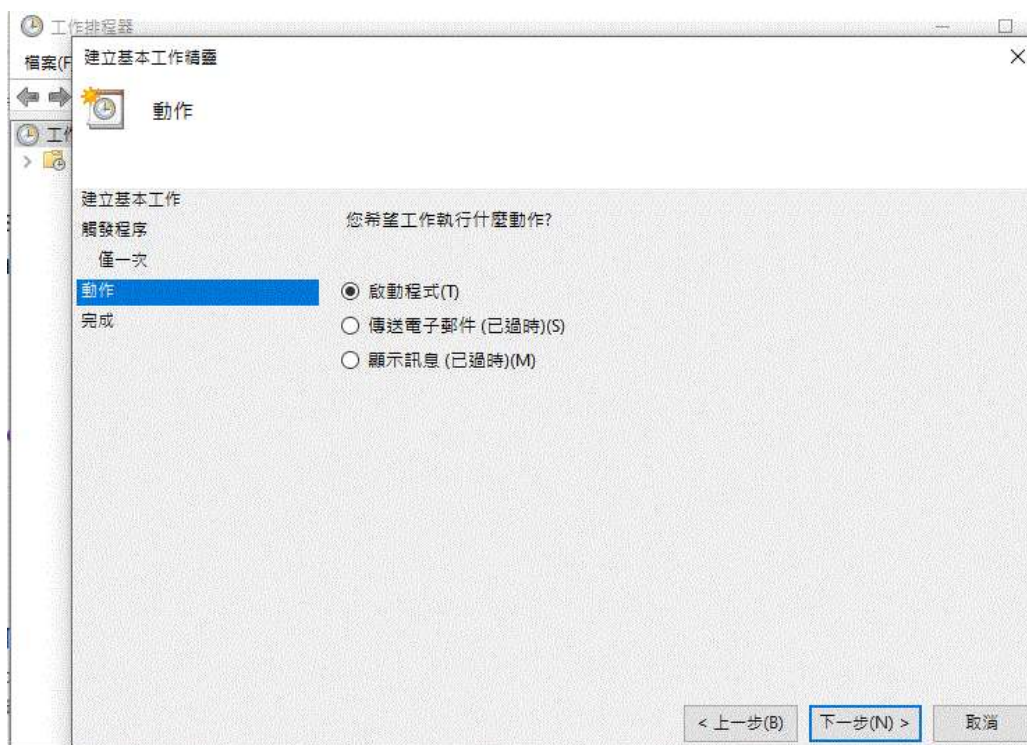 工作排程器
檔案(F
建立基本工作精靈
動作
工作
建立基本工作
觸發程序
僅一次
動作
完成
您希望工作執行什麼動作?
啟動程式(T)
傳送電子郵件 (已過時)(S)
顯示訊息 (已過時)(M)
< 上一步(B)
下一步(N) >
取消